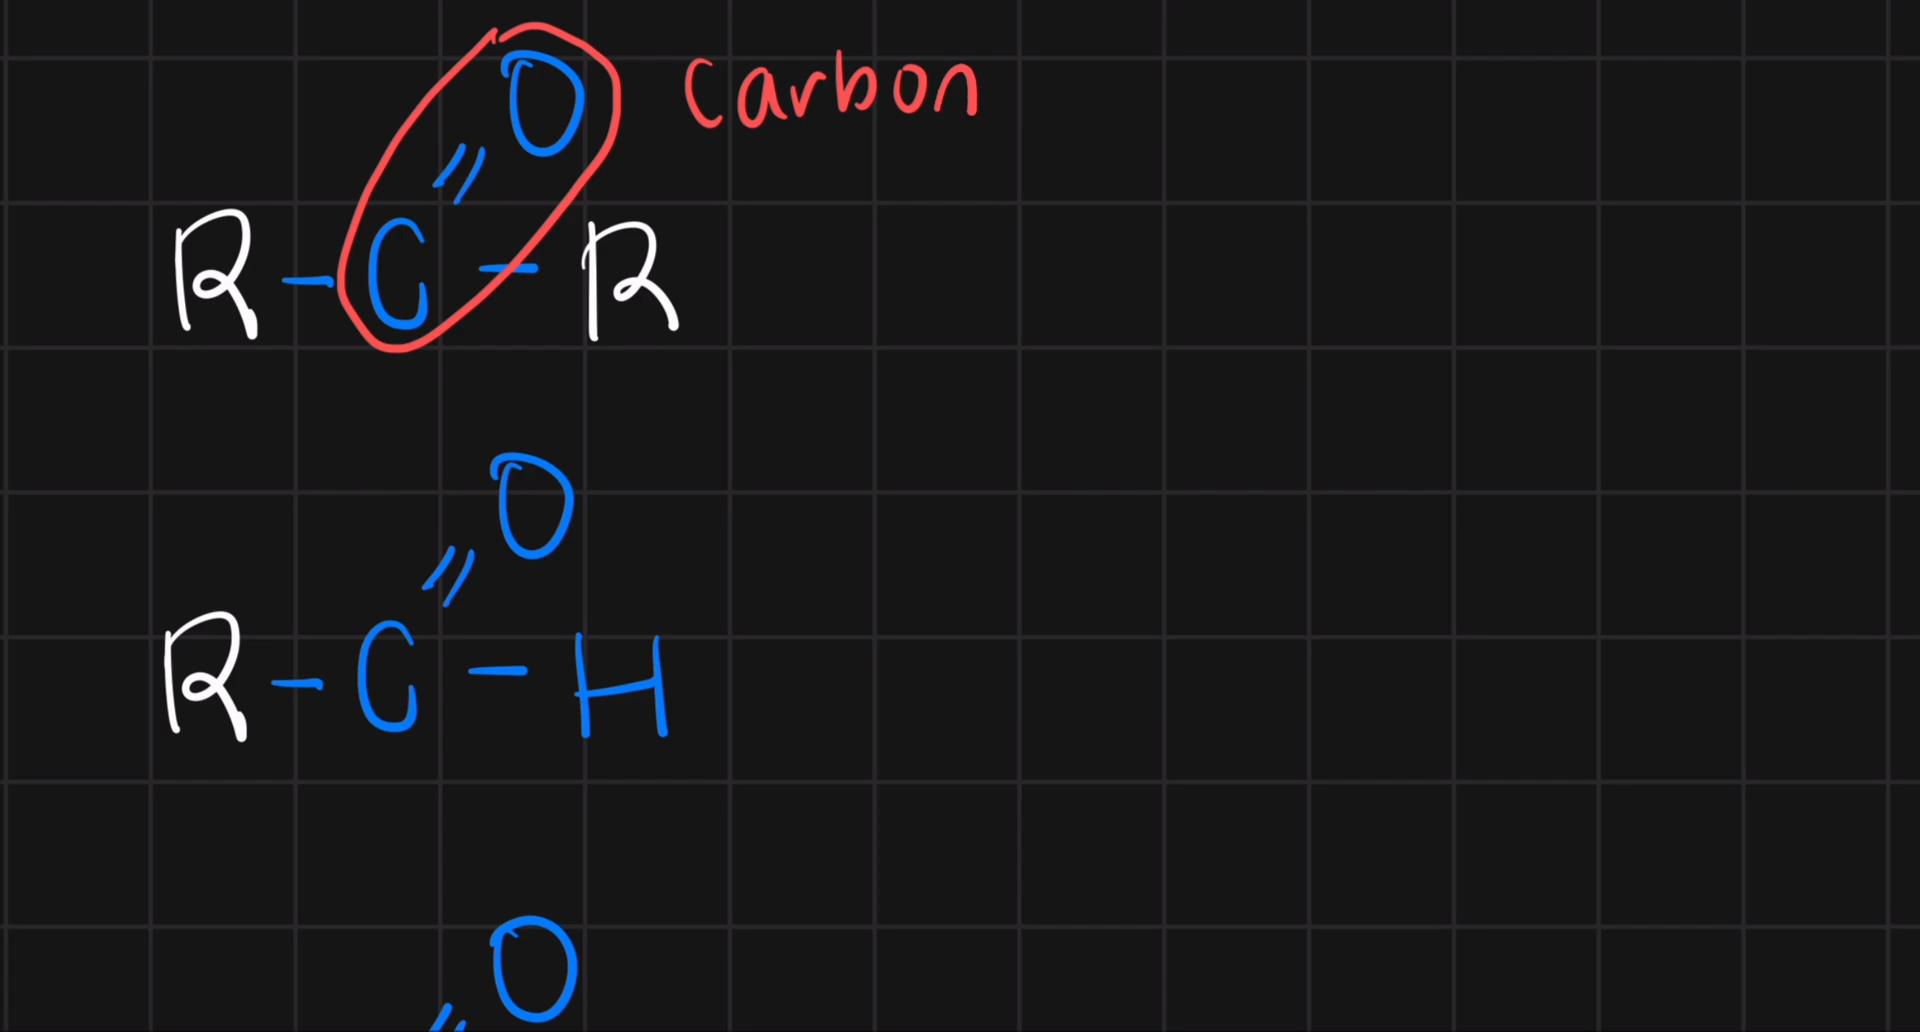 O Carbon
//
R - C - R
O
//
R - C - H
O
//